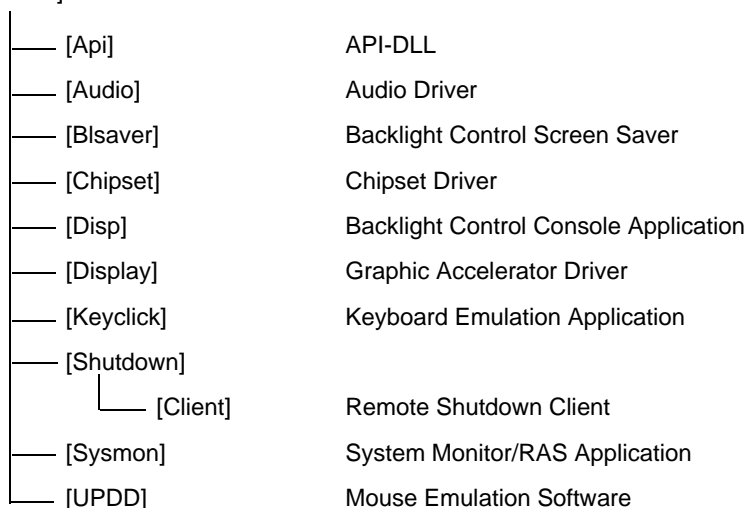 [Api] API-DLL
[Audio] Audio Driver
[Blsaver] Backlight Control Screen Saver
[Chipset] Chipset Driver
[Disp] Backlight Control Console Application
[Display] Graphic Accelerator Driver
[Keyclick] Keyboard Emulation Application
[Shutdown]
[Client] Remote Shutdown Client
[Sysmon] System Monitor/RAS Application
[UPDD] Mouse Emulation Software